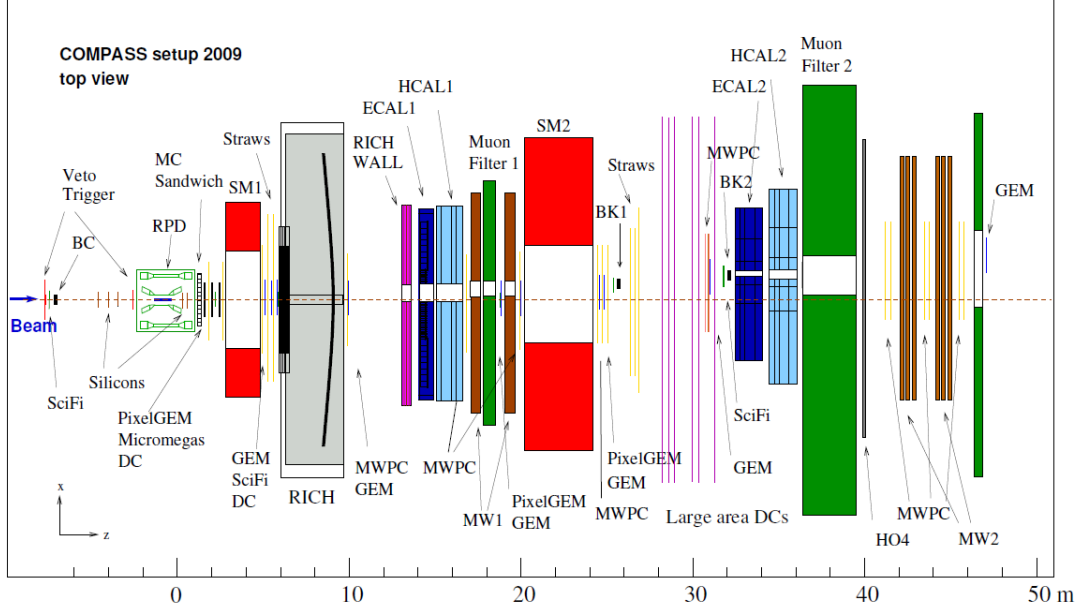 COMPASS setup 2009
top view
Veto
Trigger
BC
MC
Sandwich
RPD
SM1
Straws
RICH
WALL
ECAL1
HCAL1
Muon
Filter 1
SM2
Straws
BK1
MWPC
BK2
ECAL2
HCAL2
Muon
Filter 2
GEM
Beam
SciFi
Silicons
PixelGEM
Micromegas
DC
GEM
SciFi
DC
RICH
MWPC
GEM
MWPC
MW1
PixelGEM
GEM
PixelGEM
GEM
MWPC
Large area DCs
GEM
SciFi
HO4
MWPC
MW2
x
z
0
10
20
30
40
50 m